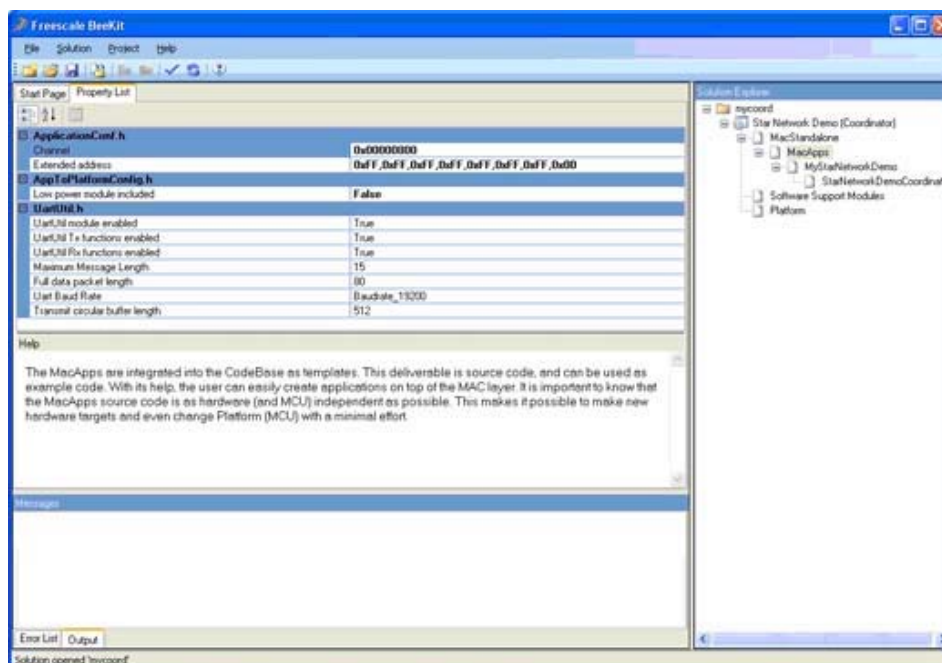 Freescale BeeKit
File Solution Project Help
Start Page Property List
ApplicationConf.h
Channel 0x00000000
Extended address 0xFF,0xFF,0xFF,0xFF,0xFF,0xFF,0xFF,0x00
AppToPlatformConfig.h
Low power module included False
UartUtil.h
UartUtil module enabled True
UartUtil Tx functions enabled True
UartUtil Rx functions enabled True
Maximum Message Length 15
Full data packet length 80
Uart Baud Rate Baudrate_19200
Transmit circular buffer length 512
Help
The MacApps are integrated into the CodeBase as templates. This deliverable is source code, and can be used as
example code. With its help, the user can easily create applications on top of the MAC layer. It is important to know that
the MacApps source code is as hardware (and MCU) independent as possible. This makes it possible to make new
hardware targets and even change Platform (MCU) with a minimal effort.
Messages
Error List Output
Solution opened 'mycoord'
Solution Explorer
mycoord
Star Network Demo (Coordinator)
MacStandalone
MacApps
MyStarNetworkDemo
StarNetworkDemoCoordinat
Software Support Modules
Platform